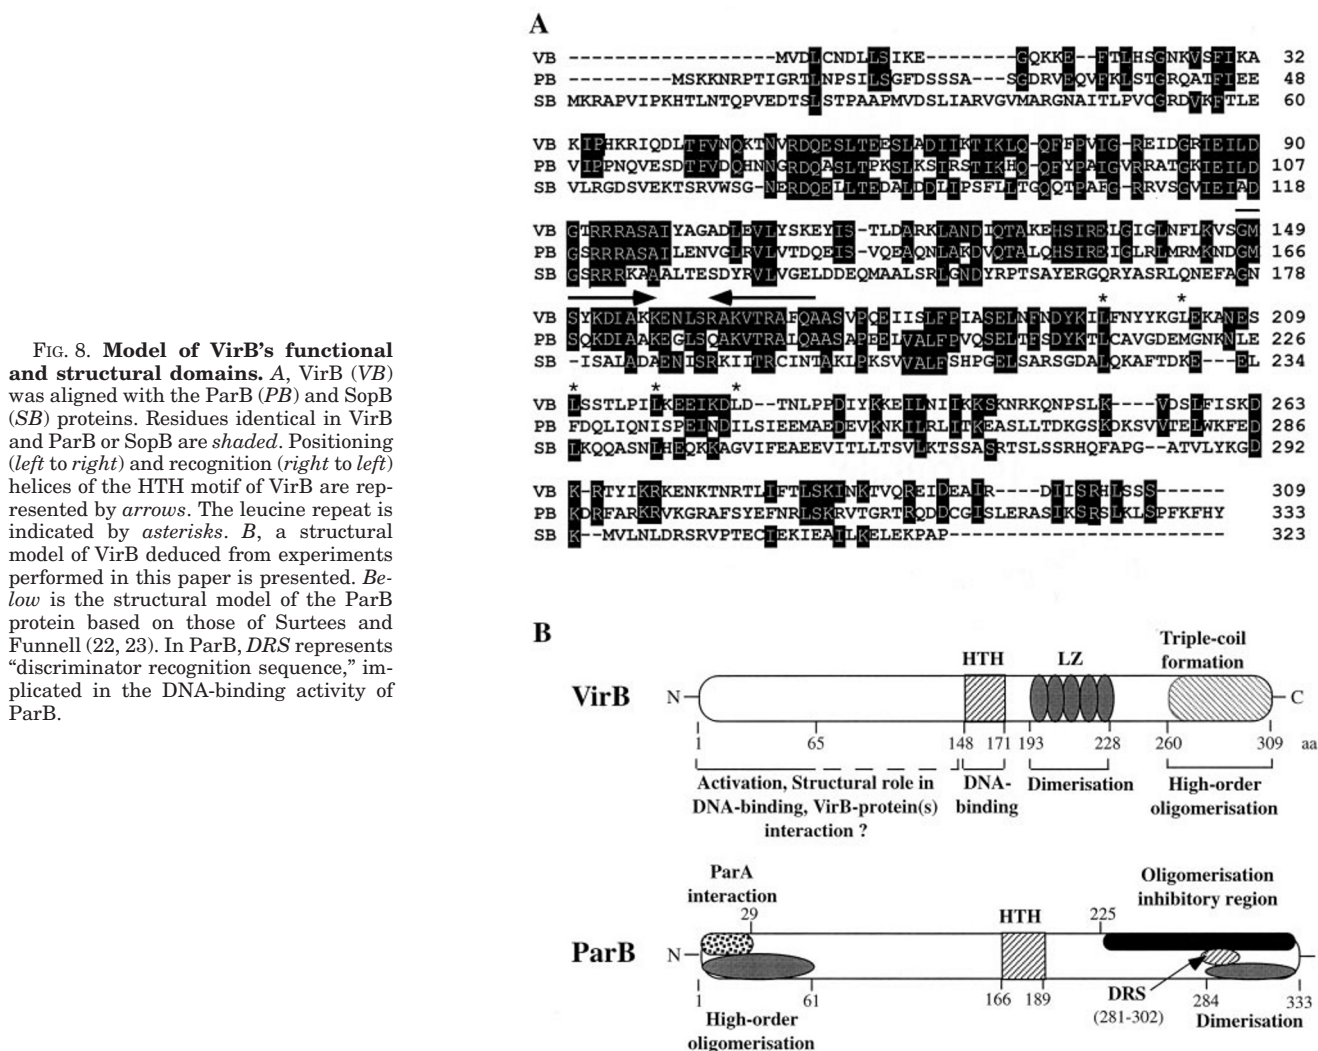 FIG. 8. Model of VirB's functional
and structural domains. A, VirB (VB)
was aligned with the ParB (PB) and SopB
(SB) proteins. Residues identical in VirB
and ParB or SopB are shaded. Positioning
(left to right) and recognition (right to left)
helices of the HTH motif of VirB are rep-
resented by arrows. The leucine repeat is
indicated by asterisks. B, a structural
model of VirB deduced from experiments
performed in this paper is presented. Be-
low is the structural model of the ParB
protein based on those of Surtees and
Funnell (22, 23). In ParB, DRS represents
"discriminator recognition sequence," im-
plicated in the DNA-binding activity of
ParB.
A
VB -----------------MVDLCNDLLSIKE--------GQKKE--FTLHSGNKVSFIKA 32
PB ---------MSKKNRPTIGRTLNPSILSGFDSSSA---SGDRVEQVFKLSTGRQATFIEE 48
SB MKRAPVIPKHTLNTQPVEDTSLSTPAAPMVDSLIARVGVMARGNAITLPVCGRDVKFTLE 60
VB KIPHKRIQDLTFVNQKTNVRDQESLTEESLADIIKTIKLQ-QFFPVIG-REIDGRIEILD 90
PB VIPPNQVESDTFVDQHNNGRDQASLTPKSLKSIRSTIKHQ-QFYPAIGVRRATGKIEILD 107
SB VLRGDSVEKTSRVWSG-NERDQELLTEDALDDLIPSFLLTGQQTPAFG-RRVSGVIEIAD 118
VB GTRRRASAIYAGADLEVLYSKEYIS-TLDARKLANDIQTAKEHSIRELGIGLNFLKVSGM 149
PB GSRRRASAILENVGLRVLVTDQEIS-VQEAQNLAKDVQTALQHSIREIGLRLMRMKNDGM 166
SB GSRRRKAAALTESDYRVLVGELDDEQMAALSRLGNDYRPTSAYERGQRYASRLQNEFAGN 178
* *
VB SYKDIAKKENLSRAKVTRAFQAASVPQEIISLFPIASELNFNDYKILFNYYKGLEKANES 209
PB SQKDIAAKEGLSQAKVTRALQAASAPEELVALFPVQSELTFSDYKTLCAVGDEMGNKNLE 226
SB -ISALADAENISRKIITRCINTAKLPKSVVALFSHPGELSARSGDALQKAFTDKE---EL 234
* * *
VB LSSTLPILKEEIKDLD--TNLPPDIYKKEILNIIKKSKNRKQNPSLK-----VDSLFISKD 263
PB FDQLIQNISPEINDILSIEEMAEDEVKNKILRLITKEASLLTDKGSKDKSVVTELWKFED 286
SB LKQQASNLHEQKKAGVIFEAEEVITLLTSVLKTSSASRTSLSSRHQFAPG-ATVLYKGD 292
VB K-RTYIKRKENKTNRTLIFTLSKINKTVQREIDEAIR----DIISRHLSSS------ 309
PB KDRFARKRVKGRAFSYEFNRLSKRVTGRTRQDDCGISLERASIKSRSLKLSPFKFHY 333
SB K--MVLNLDRSRVPTECIEKIEAILKELEKPAP------------------------ 323
B
VirB
N
HTH
LZ
Triple-coil
formation
C
1 65 148 171 193 228 260 309 aa
Activation, Structural role in
DNA-binding, VirB-protein(s)
interaction ?
DNA-
binding
Dimerisation
High-order
oligomerisation
ParA
interaction
29
HTH
225
Oligomerisation
inhibitory region
ParB
N
1 61 166 189 284 333
DRS
(281-302)
High-order
oligomerisation
Dimerisation